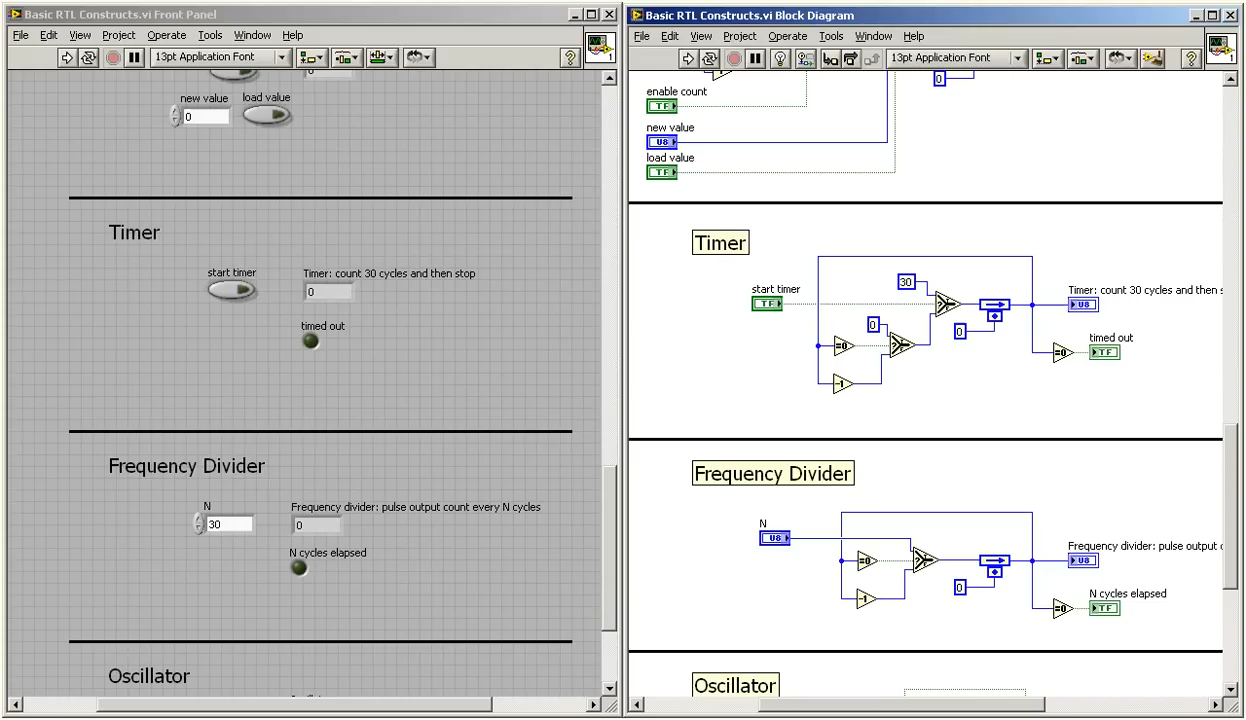 Basic RTL Constructs.vi Front Panel
File Edit View Project Operate Tools Window Help
13pt Application Font
?
1
0
new value load value
0
Timer
start timer Timer: count 30 cycles and then stop
0
timed out
Frequency Divider
N Frequency divider: pulse output count every N cycles
30 0
N cycles elapsed
Oscillator
Basic RTL Constructs.vi Block Diagram
File Edit View Project Operate Tools Window Help
13pt Application Font
?
1
0
enable count
TF
new value
U8
load value
TF
Timer
30
start timer Timer: count 30 cycles and then s
TF U8
0 0
timed out
=0 ? =0 TF
-1
Frequency Divider
N
U8
Frequency divider: pulse output c
=0 ? U8
0
N cycles elapsed
-1 =0 TF
Oscillator